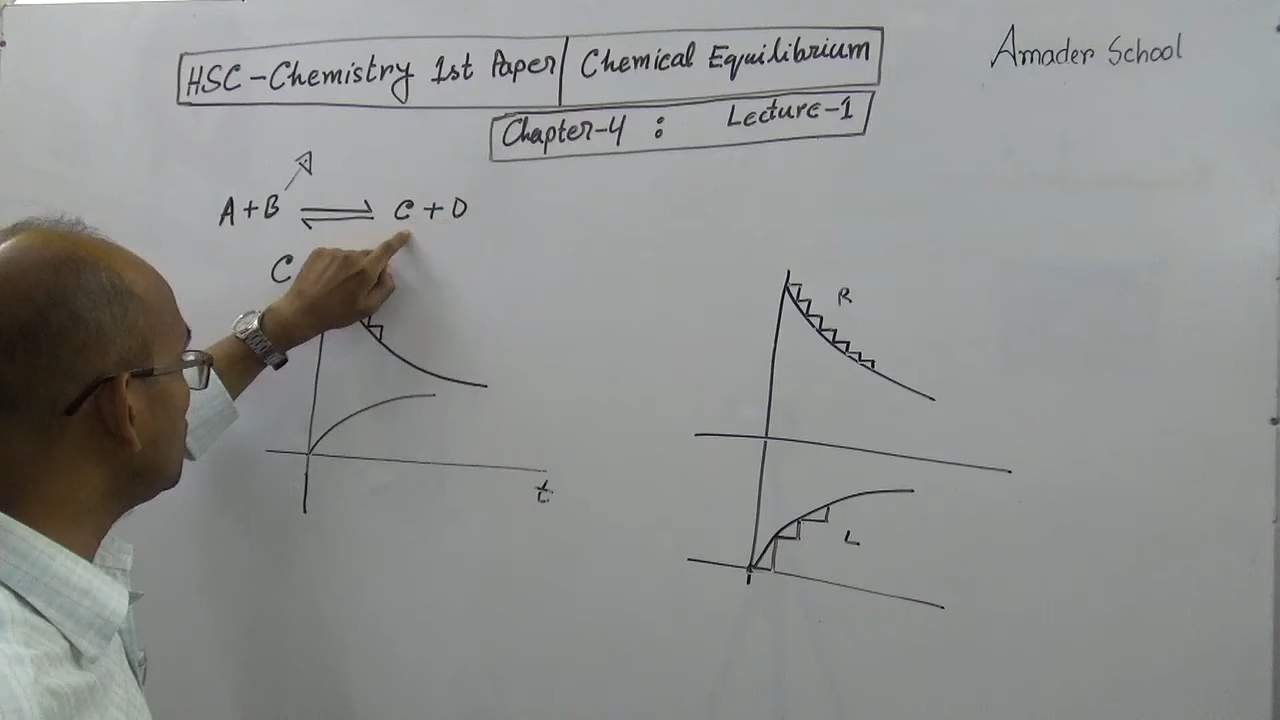 HSC-Chemistry 1st Paper Chemical Equilibrium
Amader School
Chapter-4 : Lecture-1
A+B ⇌ C+D
C
R
t
L